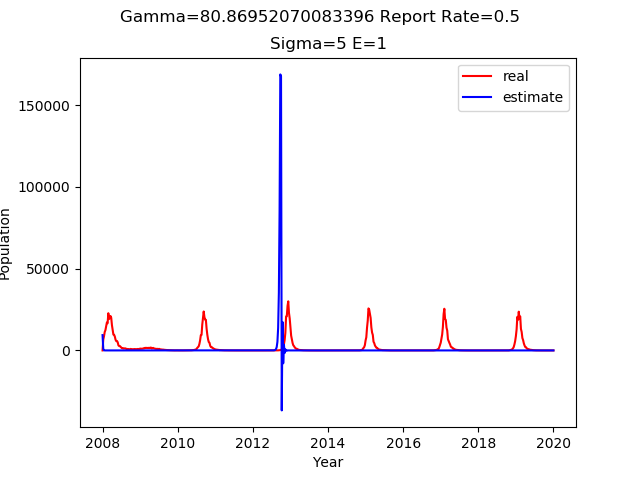 Gamma=80.86952070083396 Report Rate=0.5
Sigma=5 E=1
real
estimate
150000
100000
50000
0
Population
2008 2010 2012 2014 2016 2018 2020
Year